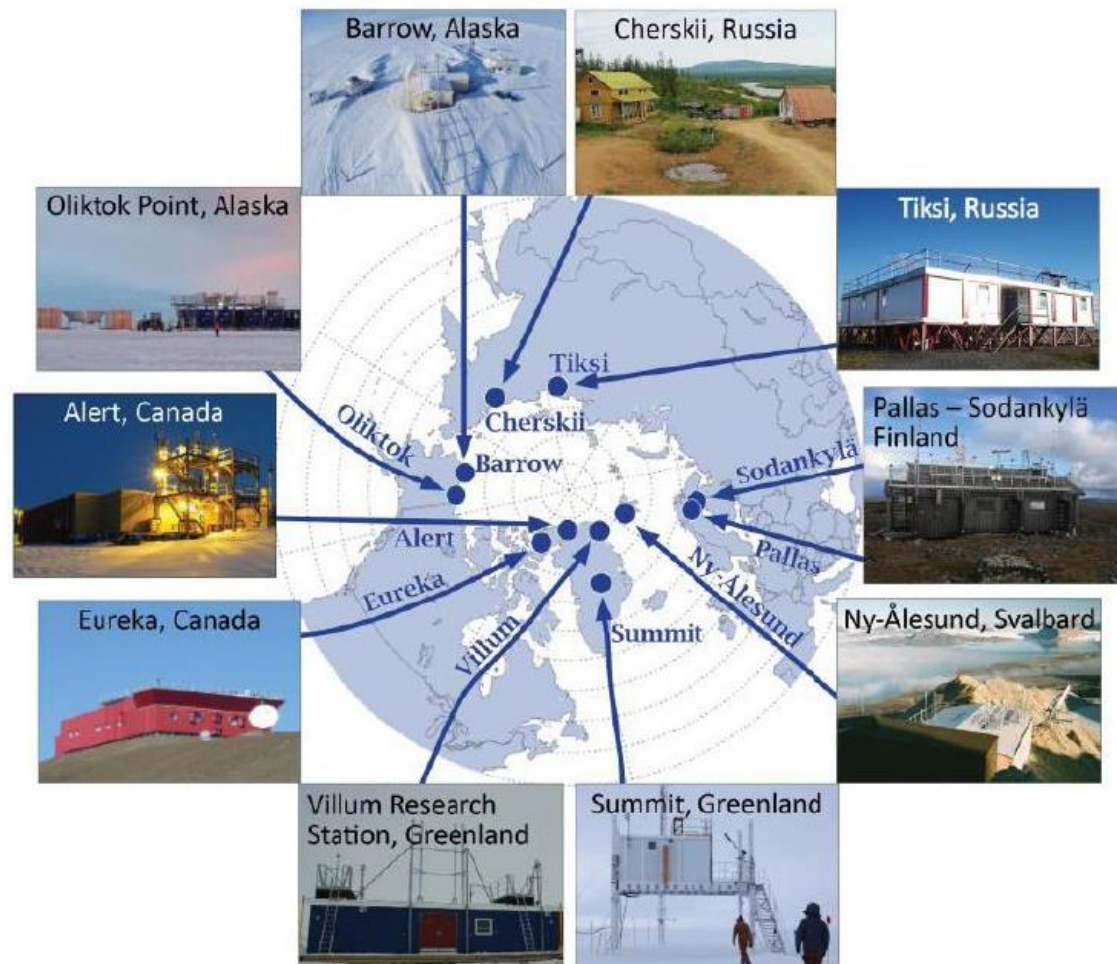 Barrow, Alaska
Cherskii, Russia
Oliktok Point, Alaska
Tiksi, Russia
Alert, Canada
Pallas – Sodankylä
Finland
Eureka, Canada
Ny-Ålesund, Svalbard
Villum Research
Station, Greenland
Summit, Greenland
Tiksi
Cherskii
Oliktok
Barrow
Sodankylä
Alert
Pallas
Eureka
Ny-Ålesund
Villum
Summit